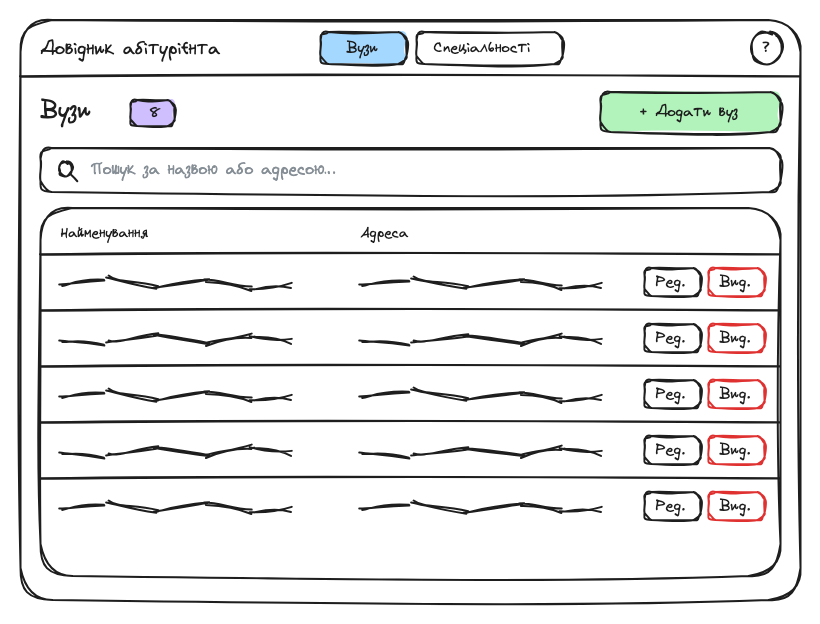 Довідник абітурієнта
Вузи
Спеціальності
?
Вузи
8
+ Додати вуз
Пошук за назвою або адресою...
Найменування
Адреса
Ред.
Вид.
Ред.
Вид.
Ред.
Вид.
Ред.
Вид.
Ред.
Вид.